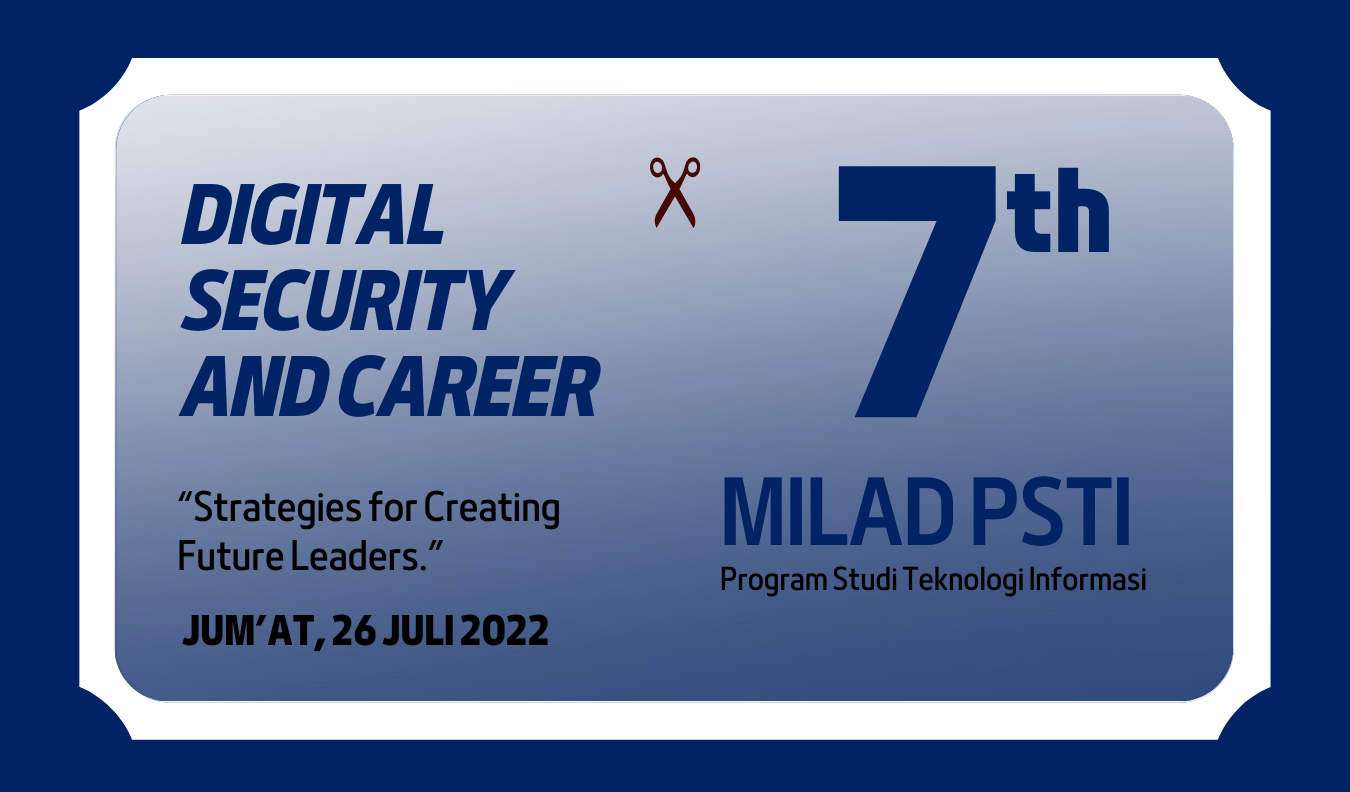 DIGITAL
SECURITY
AND CAREER
“Strategies for Creating
Future Leaders.”
JUM’AT, 26 JULI 2022
7th
MILAD PSTI
Program Studi Teknologi Informasi